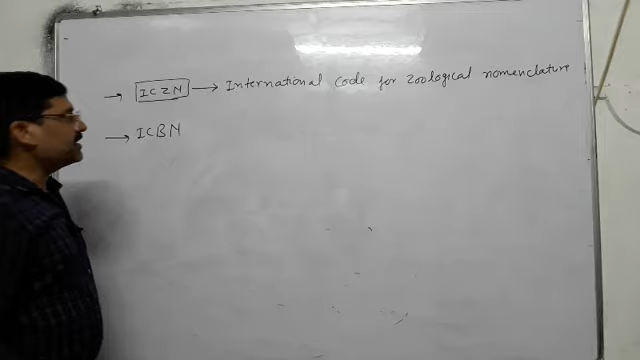 → ICZN → International Code for Zoological nomenclature
→ ICBN